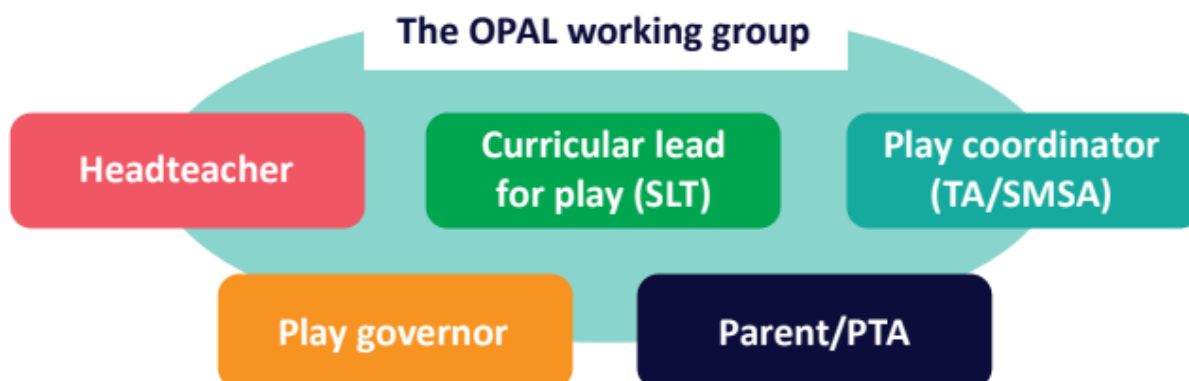 The OPAL working group
Headteacher
Curricular lead
for play (SLT)
Play coordinator
(TA/SMSA)
Play governor
Parent/PTA